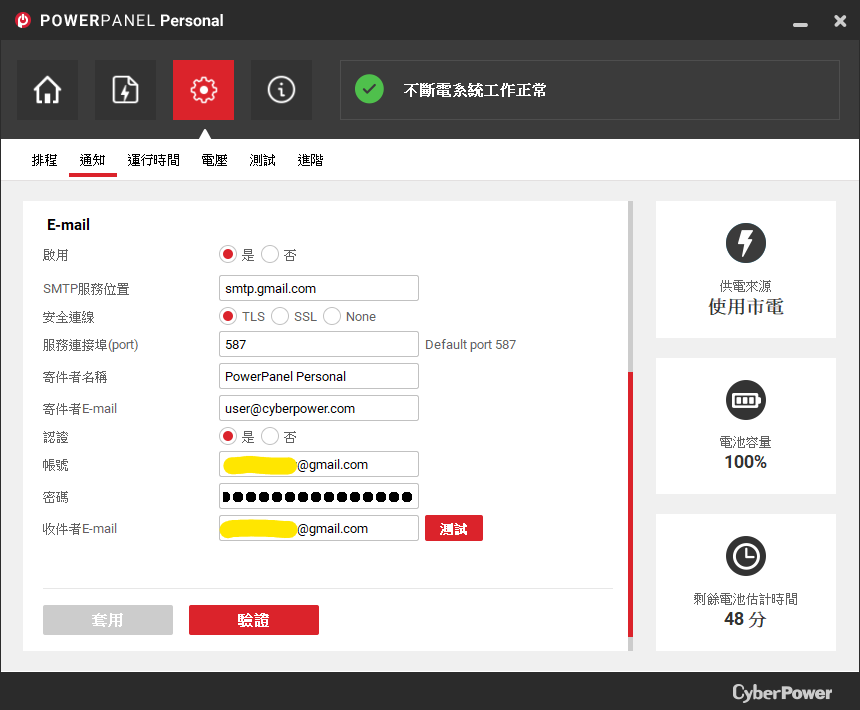 POWERPANEL Personal
不斷電系統工作正常
排程 通知 運行時間 電壓 測試 進階
E-mail
啟用 是 否
SMTP服務位置 smtp.gmail.com
安全連線 TLS SSL None
服務連接埠(port) 587 Default port 587
寄件者名稱 PowerPanel Personal
寄件者E-mail user@cyberpower.com
認證 是 否
帳號 @gmail.com
密碼
收件者E-mail @gmail.com 測試
套用 驗證
供電來源
使用市電
電池容量
100%
剩餘電池估計時間
48 分
CyberPower